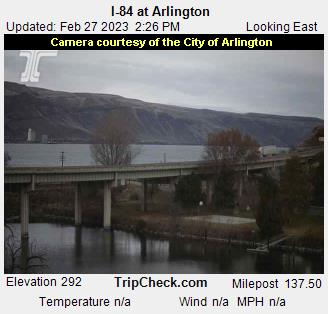 I-84 at Arlington
Updated: Feb 27 2023 2:26 PM Looking East
Camera courtesy of the City of Arlington
Elevation 292 TripCheck.com Milepost 137.50
Temperature n/a Wind n/a MPH n/a